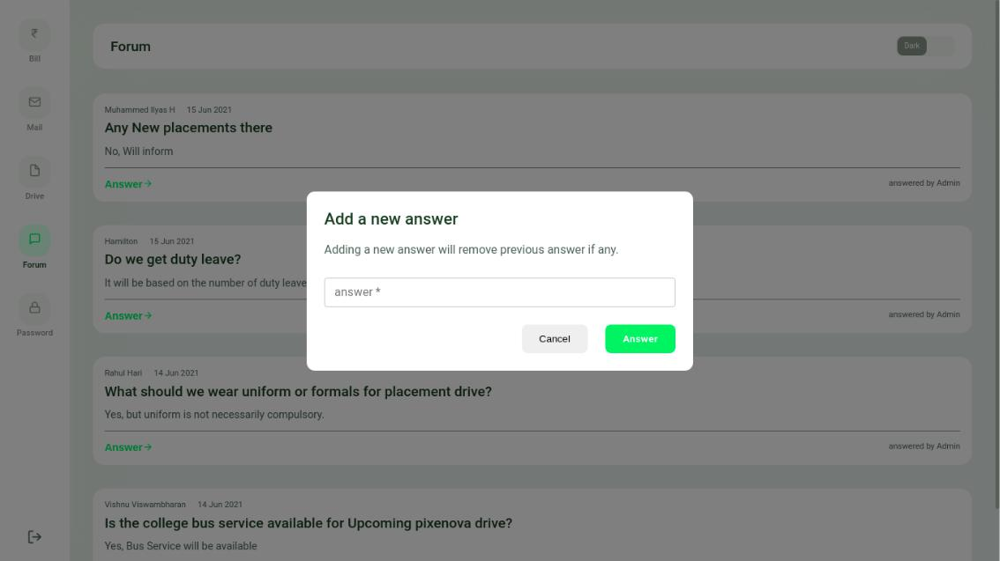 ₹
Bill
Mail
Drive
Forum
Password
Forum
Dark
Muhammed Ilyas H 15 Jun 2021
Any New placements there
No, Will inform
Answer→
answered by Admin
Hamilton 15 Jun 2021
Do we get duty leave?
It will be based on the number of duty leave
Answer→
answered by Admin
Add a new answer
Adding a new answer will remove previous answer if any.
answer *
Cancel
Answer
Rahul Hari 14 Jun 2021
What should we wear uniform or formals for placement drive?
Yes, but uniform is not necessarily compulsory.
Answer→
answered by Admin
Vishnu Viswambharan 14 Jun 2021
Is the college bus service available for Upcoming pixenova drive?
Yes, Bus Service will be available